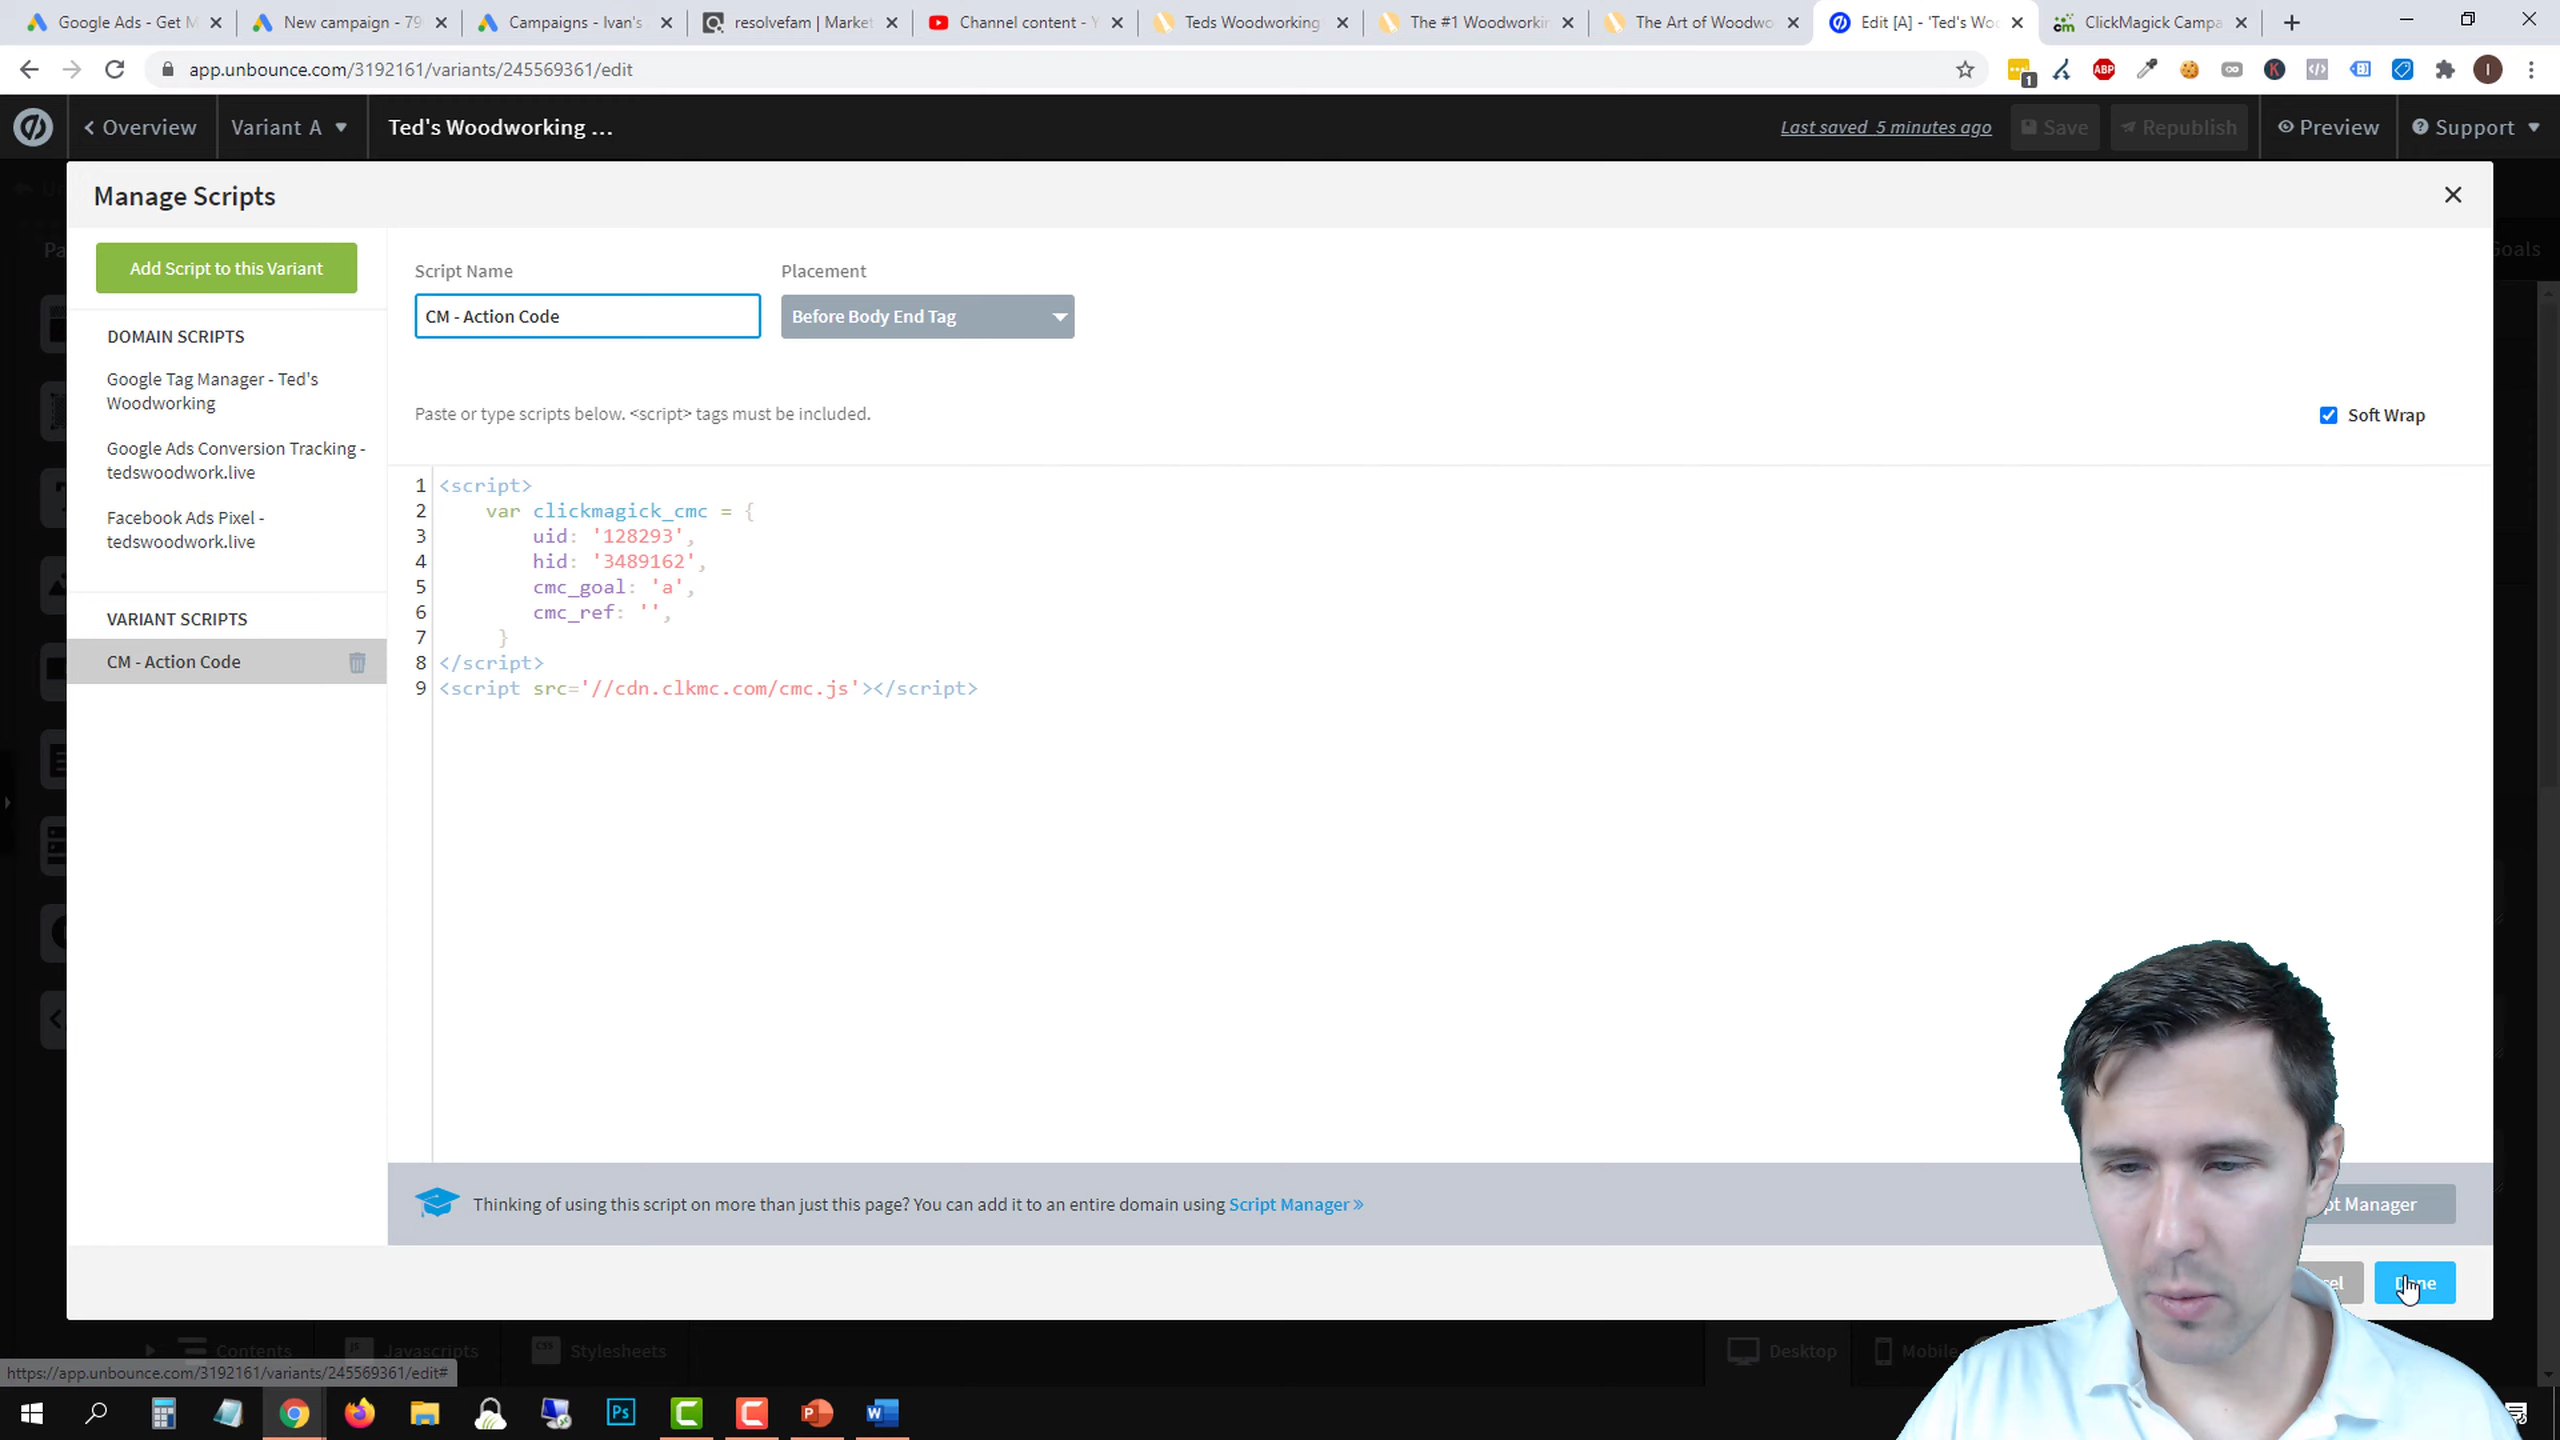 Google Ads - Get M
New campaign - 79
Campaigns - Ivan's
resolvefam | Market
Channel content - Y
Teds Woodworking
The #1 Woodworkin
The Art of Woodwo
Edit [A] - 'Ted's Woo
ClickMagick Campa
app.unbounce.com/3192161/variants/245569361/edit
1
ABP
K
I
Overview
Variant A
Ted's Woodworking ...
Last saved 5 minutes ago
Save
Republish
Preview
Support
Manage Scripts
Add Script to this Variant
DOMAIN SCRIPTS
Google Tag Manager - Ted's
Woodworking
Google Ads Conversion Tracking -
tedswoodwork.live
Facebook Ads Pixel -
tedswoodwork.live
VARIANT SCRIPTS
CM - Action Code
Script Name
Placement
CM - Action Code
Before Body End Tag
Paste or type scripts below. <script> tags must be included.
Soft Wrap
1 <script>
2 var clickmagick_cmc = {
3 uid: '128293',
4 hid: '3489162',
5 cmc_goal: 'a',
6 cmc_ref: '',
7 }
8 </script>
9 <script src='//cdn.clkmc.com/cmc.js'></script>
Thinking of using this script on more than just this page? You can add it to an entire domain using Script Manager »
pt Manager
cel
Done
Goals
Contents
Javascripts
Stylesheets
Desktop
Mobile
https://app.unbounce.com/3192161/variants/245569361/edit#